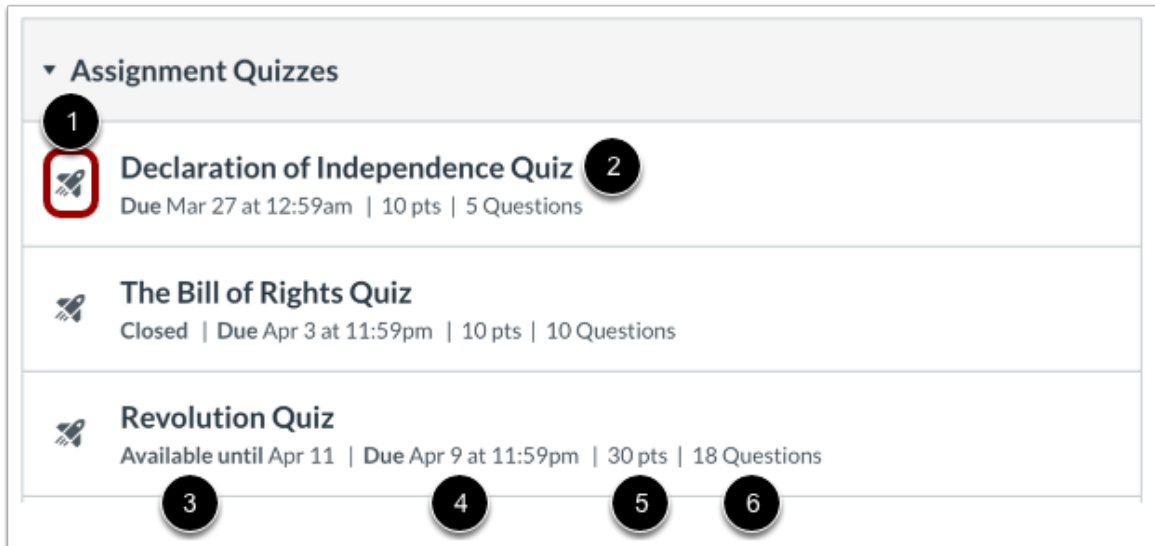 Assignment Quizzes
1
Declaration of Independence Quiz 2
Due Mar 27 at 12:59am | 10 pts | 5 Questions
The Bill of Rights Quiz
Closed | Due Apr 3 at 11:59pm | 10 pts | 10 Questions
Revolution Quiz
Available until Apr 11 | Due Apr 9 at 11:59pm | 30 pts | 18 Questions
3 4 5 6